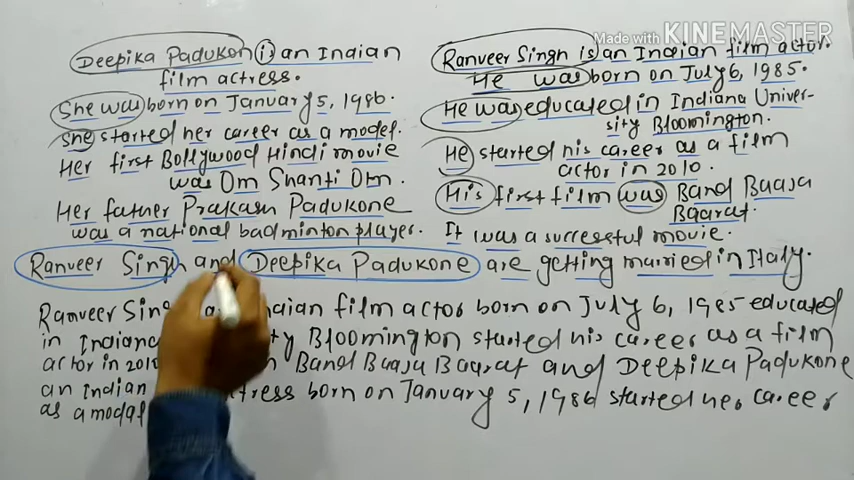 Made with KINEMASTER
Deepika Padukon is an Indian
film actress.
She was born on January 5, 1986.
she started her career as a model.
Her first Bollywood Hindi movie
was Om Shanti Om.
Her father Prakash Padukone
was a national badminton player.
Ranveer Singh is an Indian film actor.
He was born on July 6, 1985.
He was educated in Indiana Univer-
sity Bloomington.
He started his career as a film
actor in 2010.
His first film was Band Baaja
Baarat.
It was a successful movie.
Ranveer Singh and Deepika Padukone are getting married in Italy.
Ranveer Sin Indian film actor born on July 6, 1985 educated
in Indiana ty Bloomington started his career as a film
actor in 2010 Band Baaja Baarat and Deepika Padukone
an Indian tress born on January 5, 1986 started her career
as a model